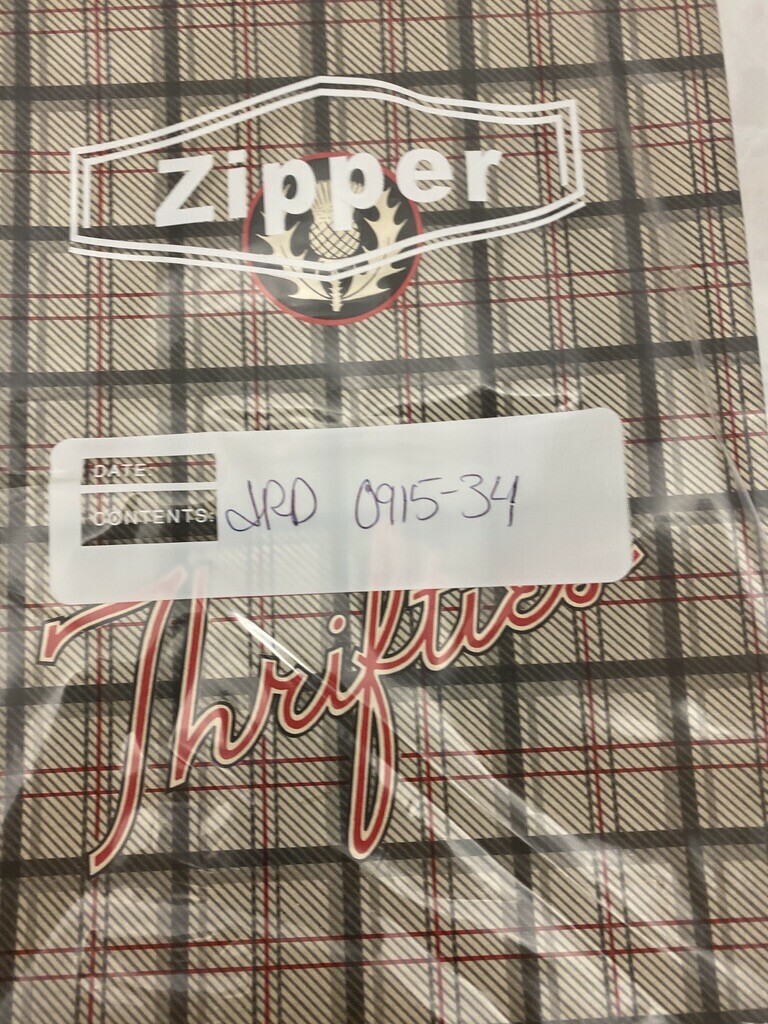 Zipper
DATE
CONTENTS:
JRD 0915-34
Thrifties